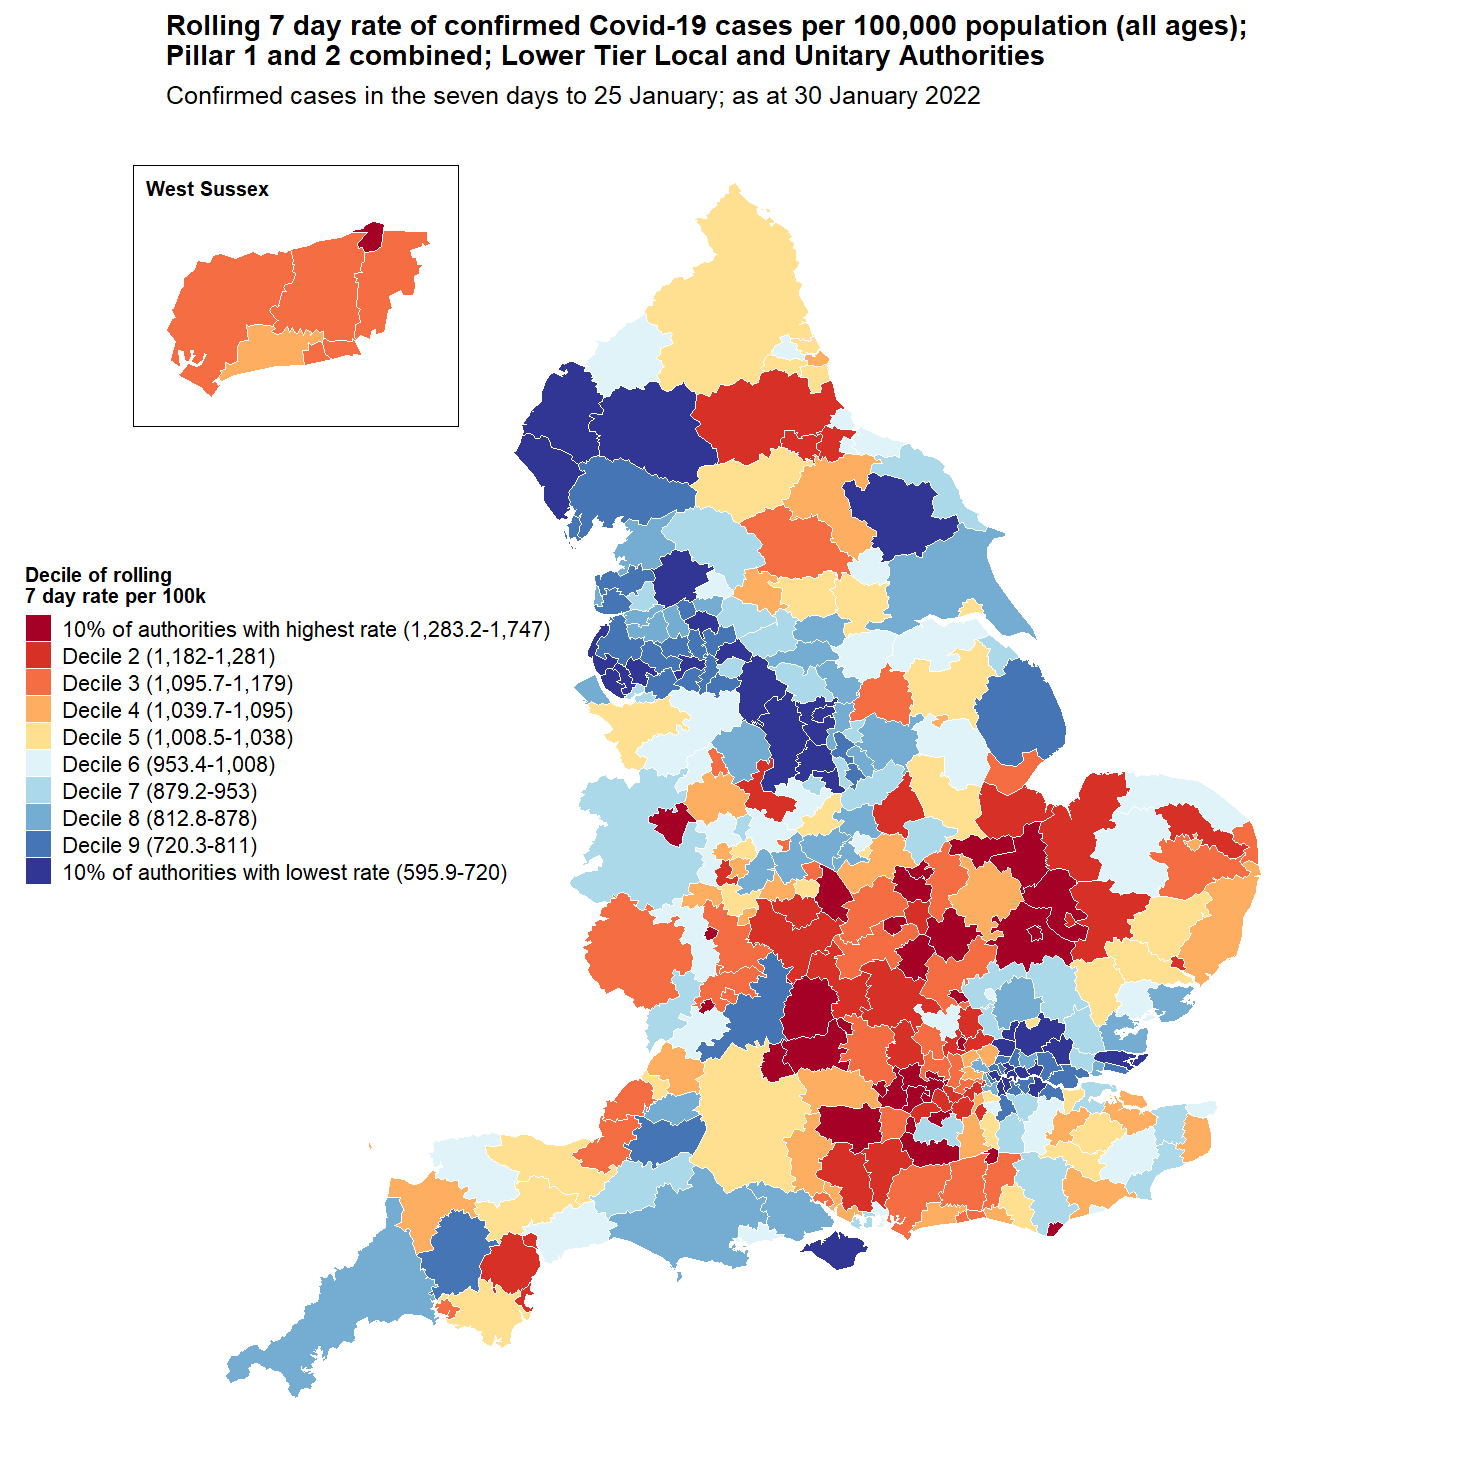 Rolling 7 day rate of confirmed Covid-19 cases per 100,000 population (all ages);
Pillar 1 and 2 combined; Lower Tier Local and Unitary Authorities
Confirmed cases in the seven days to 25 January; as at 30 January 2022
West Sussex
Decile of rolling
7 day rate per 100k
10% of authorities with highest rate (1,283.2-1,747)
Decile 2 (1,182-1,281)
Decile 3 (1,095.7-1,179)
Decile 4 (1,039.7-1,095)
Decile 5 (1,008.5-1,038)
Decile 6 (953.4-1,008)
Decile 7 (879.2-953)
Decile 8 (812.8-878)
Decile 9 (720.3-811)
10% of authorities with lowest rate (595.9-720)